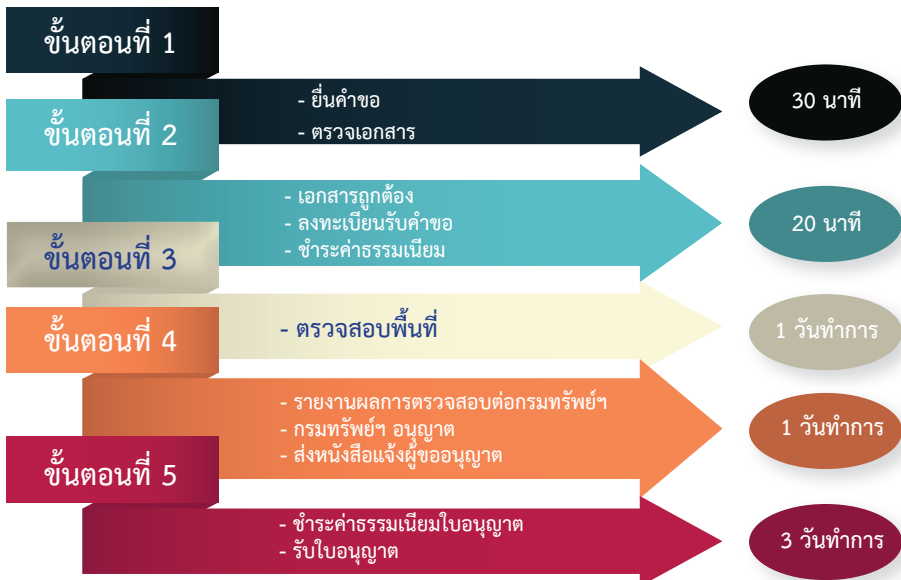 ขั้นตอนที่ 1
- ยื่นคำขอ
- ตรวจเอกสาร
30 นาที
ขั้นตอนที่ 2
- เอกสารถูกต้อง
- ลงทะเบียนรับคำขอ
- ชำระค่าธรรมเนียม
20 นาที
ขั้นตอนที่ 3
- ตรวจสอบพื้นที่
1 วันทำการ
ขั้นตอนที่ 4
- รายงานผลการตรวจสอบต่อกรมทรัพย์ฯ
- กรมทรัพย์ฯ อนุญาต
- ส่งหนังสือแจ้งผู้ขออนุญาต
1 วันทำการ
ขั้นตอนที่ 5
- ชำระค่าธรรมเนียมใบอนุญาต
- รับใบอนุญาต
3 วันทำการ